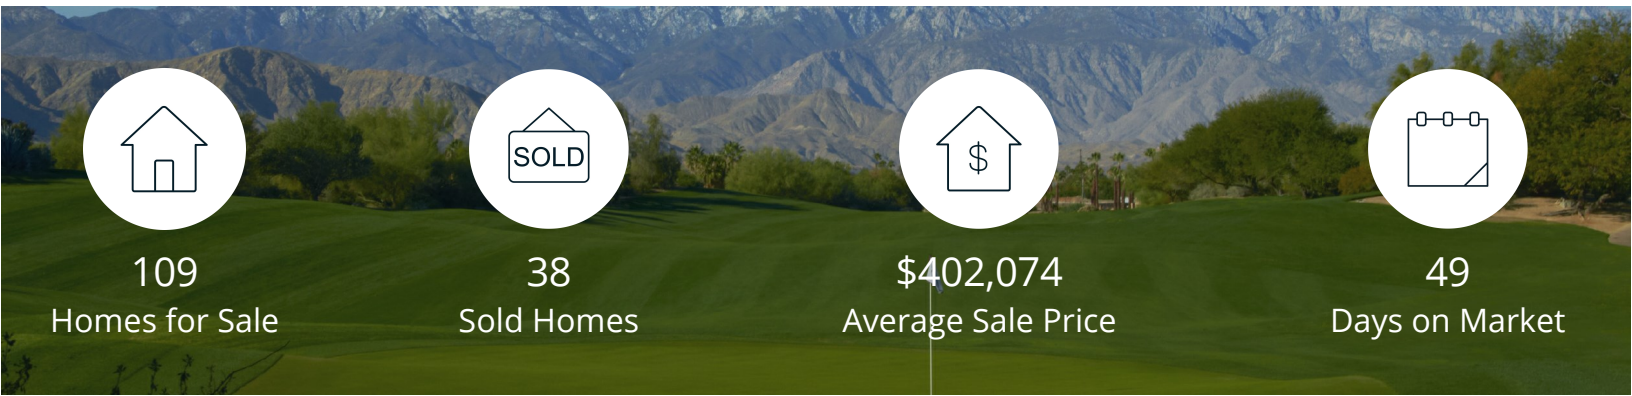 SOLD
$
109
Homes for Sale
38
Sold Homes
$402,074
Average Sale Price
49
Days on Market